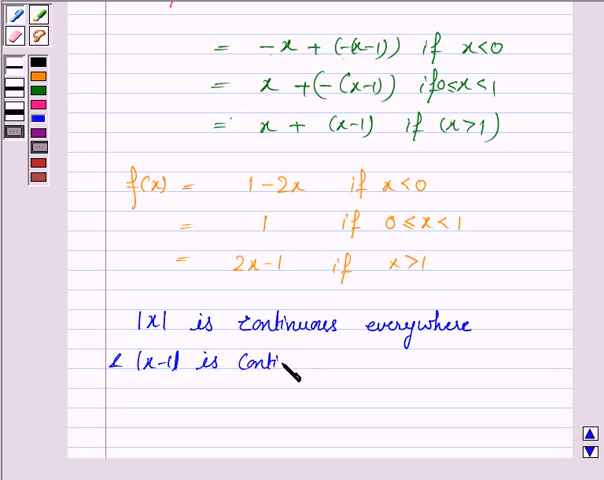 = -x + (-(x-1)) if x<0
= x + (-(x-1)) if 0≤x<1
= x + (x-1) if (x>1)
f(x) = 1-2x if x<0
= 1 if 0≤x<1
= 2x-1 if x>1
|x| is continuous everywhere
& |x-1| is conti